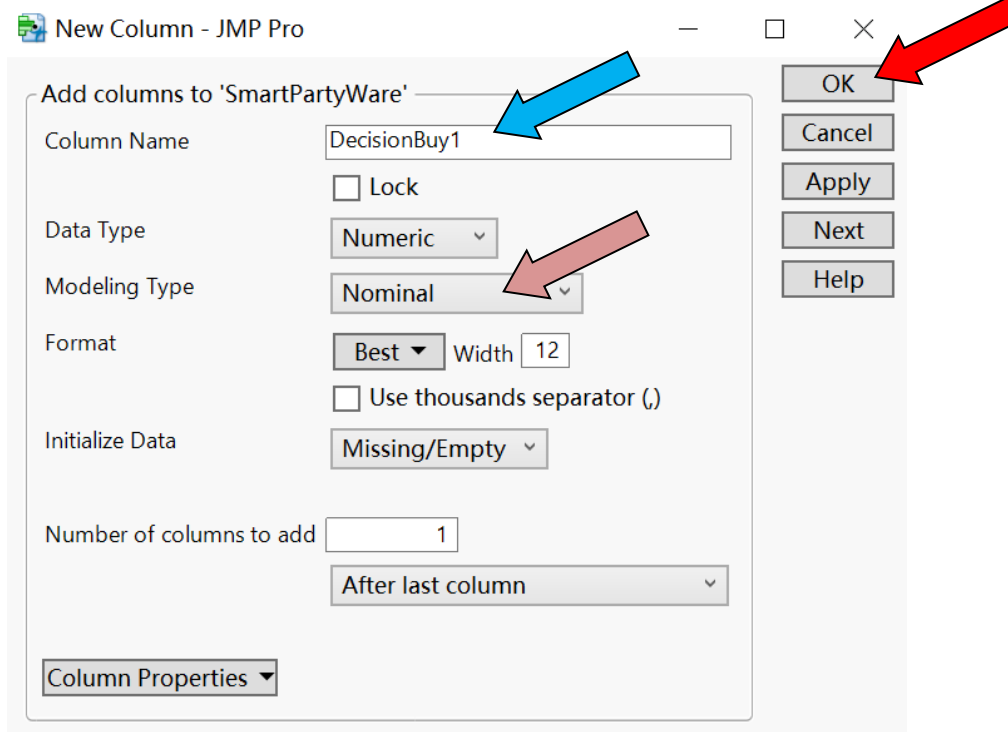 New Column - JMP Pro
Add columns to 'SmartPartyWare'
OK
Column Name DecisionBuy1
Cancel
Lock
Apply
Data Type Numeric
Next
Modeling Type Nominal
Help
Format Best Width 12
Use thousands separator (,)
Initialize Data Missing/Empty
Number of columns to add 1
After last column
Column Properties